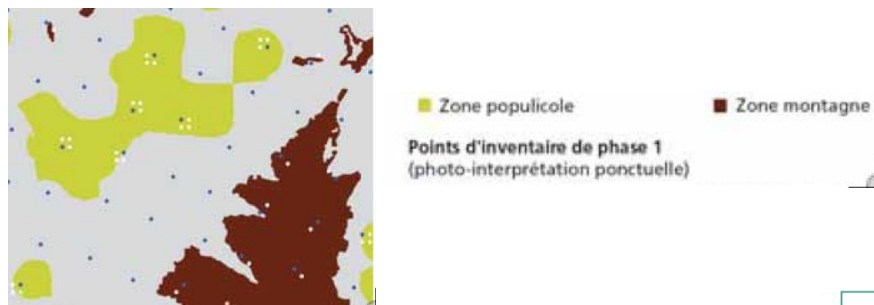 Zone populicole
Zone montagne
Points d'inventaire de phase 1
(photo-interprétation ponctuelle)